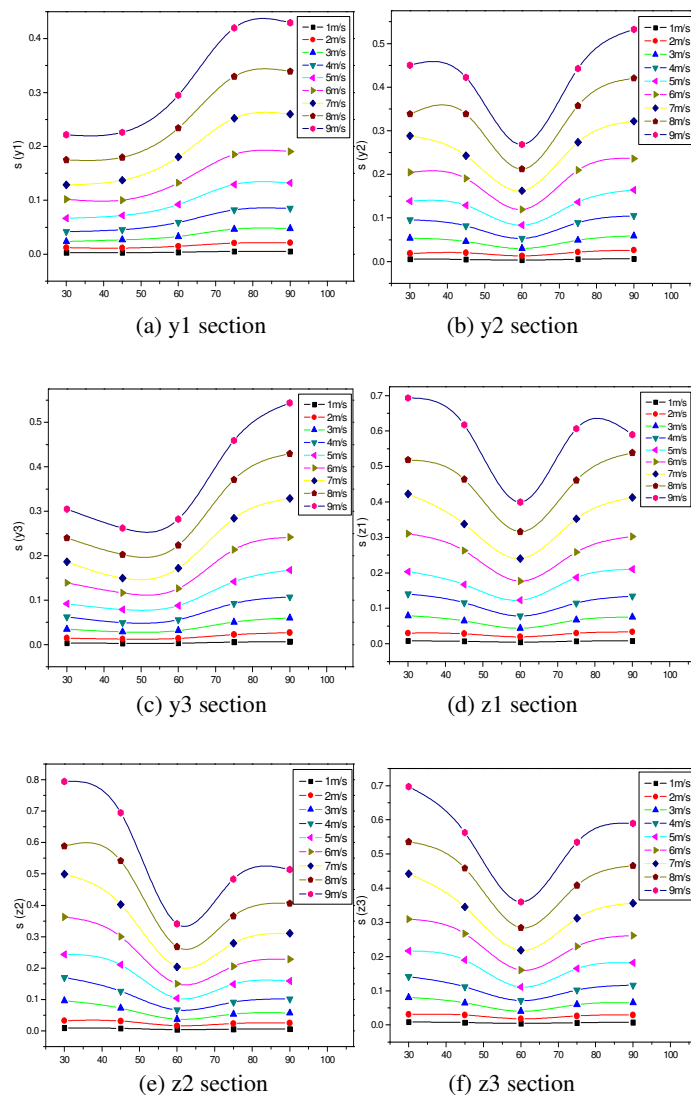 s (y1)
0.4
0.3
0.2
0.1
0.0
30 40 50 60 70 80 90 100
1m/s
2m/s
3m/s
4m/s
5m/s
6m/s
7m/s
8m/s
9m/s
(a) y1 section
s (y2)
0.5
0.4
0.3
0.2
0.1
0.0
30 40 50 60 70 80 90 100
1m/s
2m/s
3m/s
4m/s
5m/s
6m/s
7m/s
8m/s
9m/s
(b) y2 section
s (y3)
0.5
0.4
0.3
0.2
0.1
0.0
30 40 50 60 70 80 90 100
1m/s
2m/s
3m/s
4m/s
5m/s
6m/s
7m/s
8m/s
9m/s
(c) y3 section
s (z1)
0.7
0.6
0.5
0.4
0.3
0.2
0.1
0.0
30 40 50 60 70 80 90 100
1m/s
2m/s
3m/s
4m/s
5m/s
6m/s
7m/s
8m/s
9m/s
(d) z1 section
s (z2)
0.8
0.7
0.6
0.5
0.4
0.3
0.2
0.1
0.0
30 40 50 60 70 80 90 100
1m/s
2m/s
3m/s
4m/s
5m/s
6m/s
7m/s
8m/s
9m/s
(e) z2 section
s (z3)
0.7
0.6
0.5
0.4
0.3
0.2
0.1
0.0
30 40 50 60 70 80 90 100
1m/s
2m/s
3m/s
4m/s
5m/s
6m/s
7m/s
8m/s
9m/s
(f) z3 section